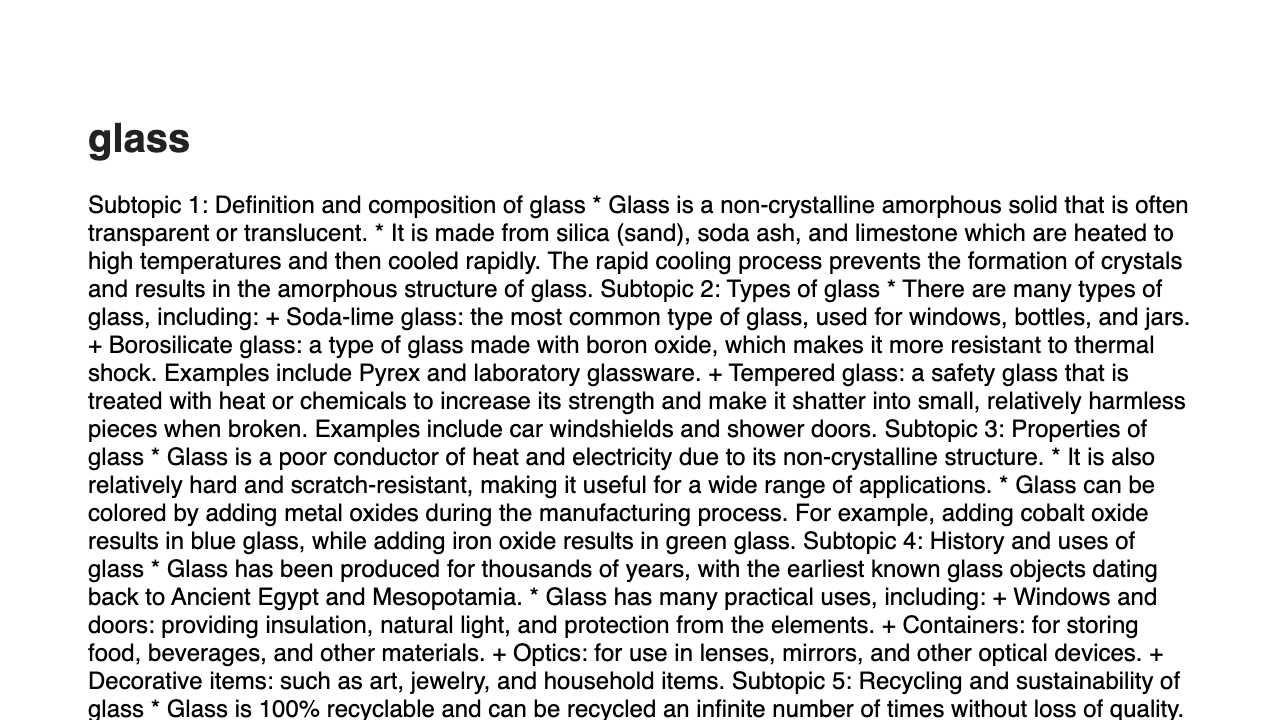 glass
Subtopic 1: Definition and composition of glass * Glass is a non-crystalline amorphous solid that is often
transparent or translucent. * It is made from silica (sand), soda ash, and limestone which are heated to
high temperatures and then cooled rapidly. The rapid cooling process prevents the formation of crystals
and results in the amorphous structure of glass. Subtopic 2: Types of glass * There are many types of
glass, including: + Soda-lime glass: the most common type of glass, used for windows, bottles, and jars.
+ Borosilicate glass: a type of glass made with boron oxide, which makes it more resistant to thermal
shock. Examples include Pyrex and laboratory glassware. + Tempered glass: a safety glass that is
treated with heat or chemicals to increase its strength and make it shatter into small, relatively harmless
pieces when broken. Examples include car windshields and shower doors. Subtopic 3: Properties of
glass * Glass is a poor conductor of heat and electricity due to its non-crystalline structure. * It is also
relatively hard and scratch-resistant, making it useful for a wide range of applications. * Glass can be
colored by adding metal oxides during the manufacturing process. For example, adding cobalt oxide
results in blue glass, while adding iron oxide results in green glass. Subtopic 4: History and uses of
glass * Glass has been produced for thousands of years, with the earliest known glass objects dating
back to Ancient Egypt and Mesopotamia. * Glass has many practical uses, including: + Windows and
doors: providing insulation, natural light, and protection from the elements. + Containers: for storing
food, beverages, and other materials. + Optics: for use in lenses, mirrors, and other optical devices. +
Decorative items: such as art, jewelry, and household items. Subtopic 5: Recycling and sustainability of
glass * Glass is 100% recyclable and can be recycled an infinite number of times without loss of quality.